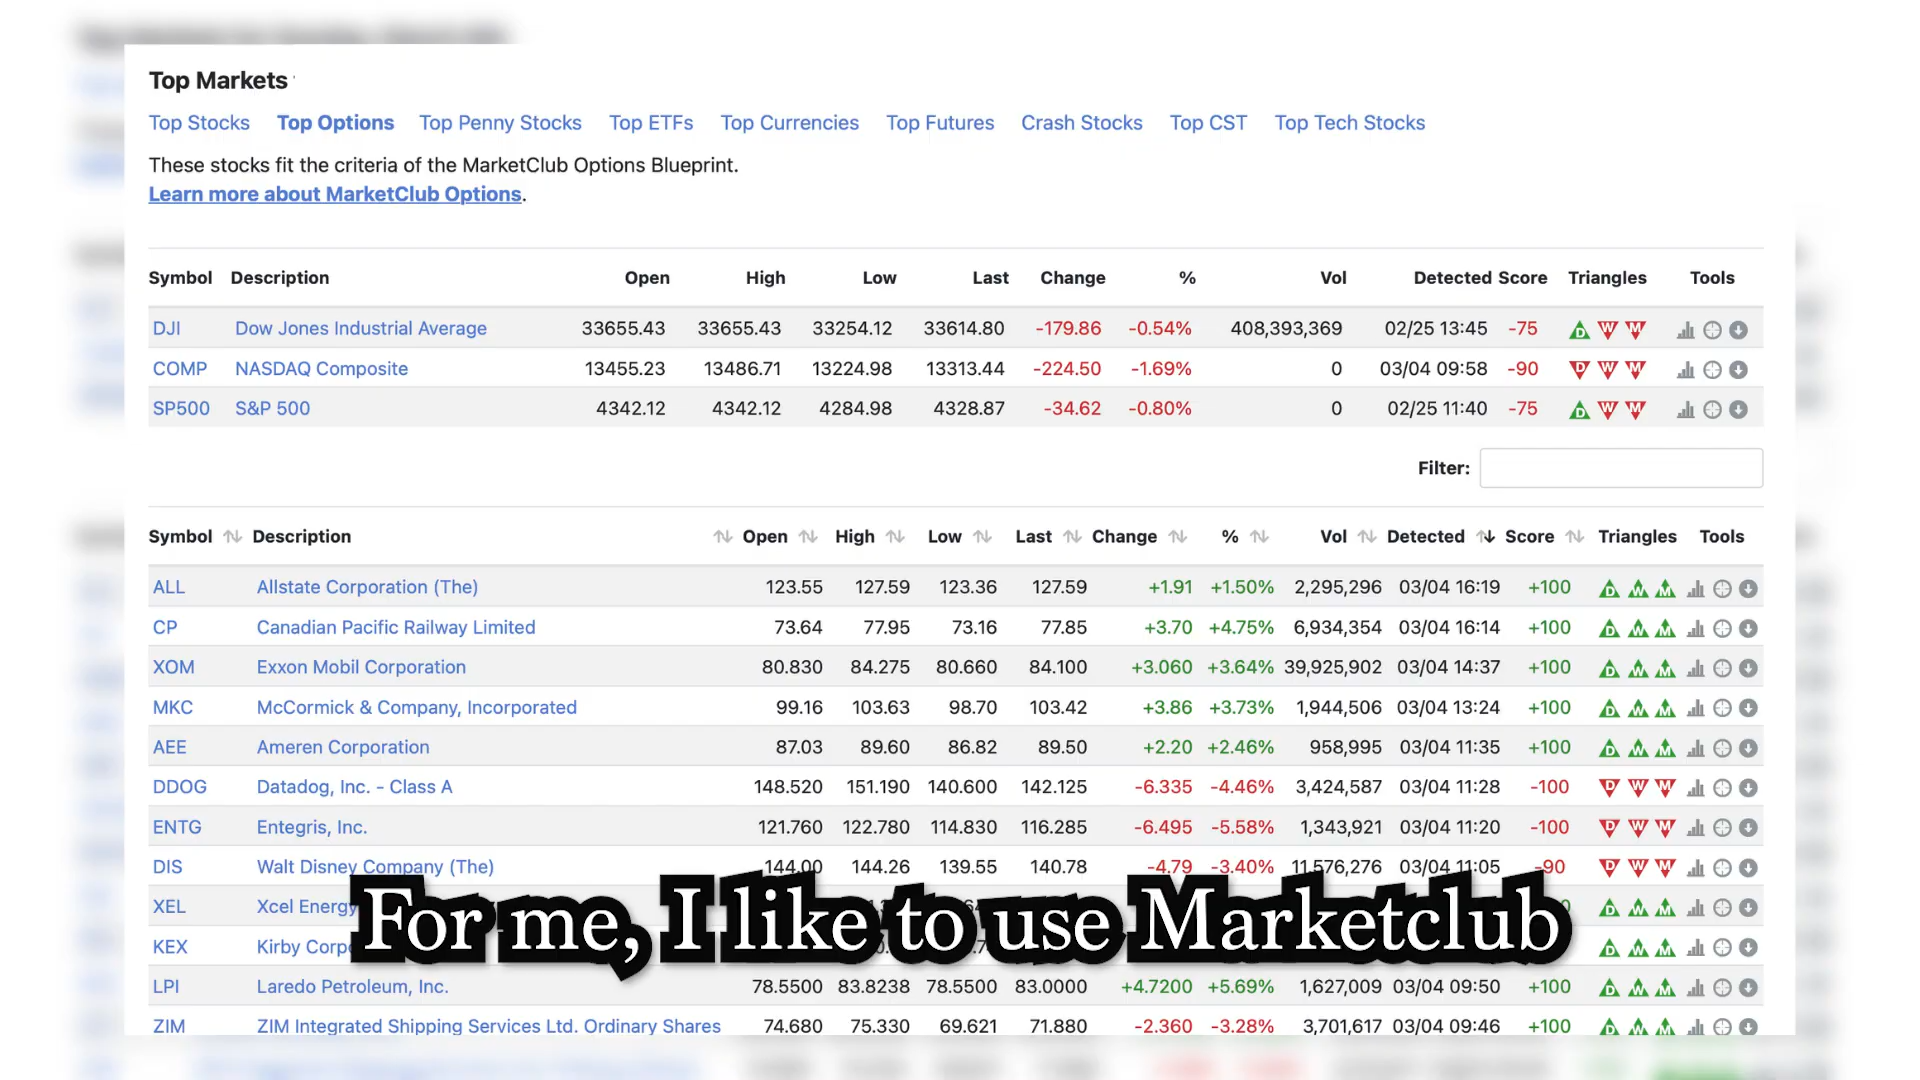 Top Markets
Top Stocks Top Options Top Penny Stocks Top ETFs Top Currencies Top Futures Crash Stocks Top CST Top Tech Stocks
These stocks fit the criteria of the MarketClub Options Blueprint.
Learn more about MarketClub Options.
Symbol Description Open High Low Last Change % Vol Detected Score Triangles Tools
DJI Dow Jones Industrial Average 33655.43 33655.43 33254.12 33614.80 -179.86 -0.54% 408,393,369 02/25 13:45 -75 D W M
COMP NASDAQ Composite 13455.23 13486.71 13224.98 13313.44 -224.50 -1.69% 0 03/04 09:58 -90 D W M
SP500 S&P 500 4342.12 4342.12 4284.98 4328.87 -34.62 -0.80% 0 02/25 11:40 -75 D W M
Filter:
Symbol Description Open High Low Last Change % Vol Detected Score Triangles Tools
ALL Allstate Corporation (The) 123.55 127.59 123.36 127.59 +1.91 +1.50% 2,295,296 03/04 16:19 +100 D W M
CP Canadian Pacific Railway Limited 73.64 77.95 73.16 77.85 +3.70 +4.75% 6,934,354 03/04 16:14 +100 D W M
XOM Exxon Mobil Corporation 80.830 84.275 80.660 84.100 +3.060 +3.64% 39,925,902 03/04 14:37 +100 D W M
MKC McCormick & Company, Incorporated 99.16 103.63 98.70 103.42 +3.86 +3.73% 1,944,506 03/04 13:24 +100 D W M
AEE Ameren Corporation 87.03 89.60 86.82 89.50 +2.20 +2.46% 958,995 03/04 11:35 +100 D W M
DDOG Datadog, Inc. - Class A 148.520 151.190 140.600 142.125 -6.335 -4.46% 3,424,587 03/04 11:28 -100 D W M
ENTG Entegris, Inc. 121.760 122.780 114.830 116.285 -6.495 -5.58% 1,343,921 03/04 11:20 -100 D W M
DIS Walt Disney Company (The) 144.00 144.26 139.55 140.78 -4.79 -3.40% 11,576,276 03/04 11:05 -90 D W M
XEL Xcel Energy D W M
For me, I like to use Marketclub
KEX Kirby D W M
LPI Laredo Petroleum, Inc. 78.5500 83.8238 78.5500 83.0000 +4.7200 +5.69% 1,627,009 03/04 09:50 +100 D W M
ZIM ZIM Integrated Shipping Services Ltd. Ordinary Shares 74.680 75.330 69.621 71.880 -2.360 -3.28% 3,701,617 03/04 09:46 +100 D W M